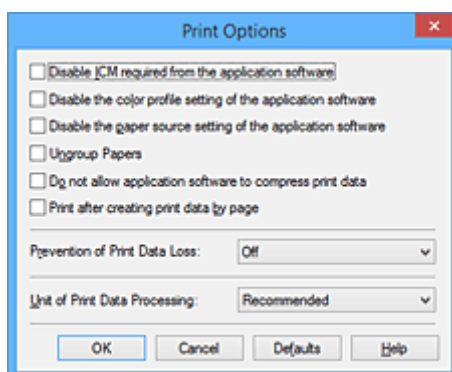 Print Options
Disable ICM required from the application software
Disable the color profile setting of the application software
Disable the paper source setting of the application software
Ungroup Papers
Do not allow application software to compress print data
Print after creating print data by page
Prevention of Print Data Loss: Off
Unit of Print Data Processing: Recommended
OK Cancel Defaults Help